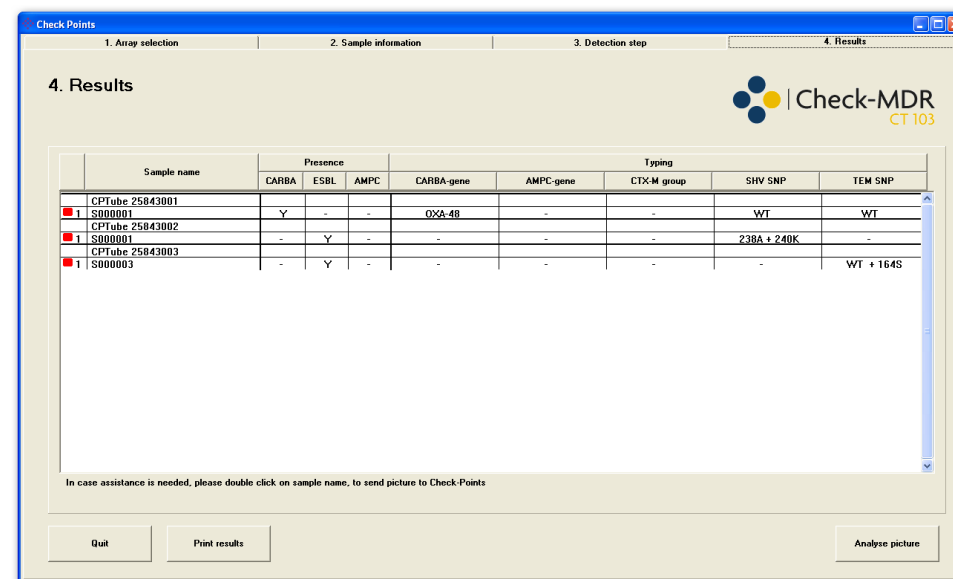 Check Points
1. Array selection 2. Sample information 3. Detection step 4. Results
4. Results
Check-MDR
CT 103
Sample name Presence Typing
CARBA ESBL AMPC CARBA-gene AMPC-gene CTX-M group SHV SNP TEM SNP
CPTube 25843001
1 S000001 Y - - OXA-48 - - WT WT
CPTube 25843002
1 S000001 - Y - - - - 238A + 240K -
CPTube 25843003
1 S000003 - Y - - - - - WT + 164S
In case assistance is needed, please double click on sample name, to send picture to Check-Points
Quit Print results Analyse picture